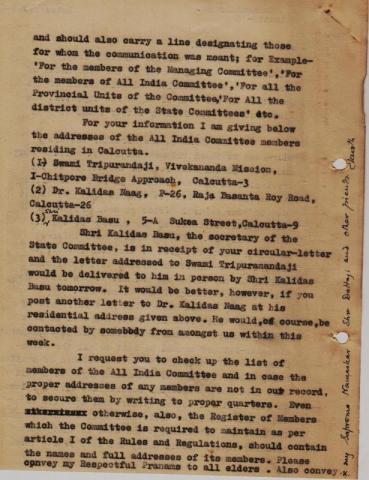 and should also carry a line designating those
for whom the communication was meant; for Example-
'For the members of the Managing Committee','For
the members of All India Committee','For all the
Provincial Units of the Committee,'For All the
district units of the State Committees' etc.
For your information I am giving below
the addresses of the All India Committee members
residing in Calcutta.
(1) Swami Tripuranandji, Vivekananda Mission,
I-Chitpore Bridge Approach, Calcutta-3
(2) Dr. Kalidas Naag, P-26, Raja Basanta Roy Road,
Calcutta-26
(3) Shri Kalidas Basu, 5-A Sukea Street,Calcutta-9
Shri Kalidas Basu, the secretary of the
State Committee, is in receipt of your circular-letter
and the letter addressed to Swami Tripuranandaji
would be delivered to him in person by Shri Kalidas
Basu tomorrow. It would be better, however, if you
post another letter to Dr. Kalidas Naag at his
residential address given above. He would,of course,be
contacted by somebody from amongst us within this
week.
I request you to check up the list of
members of the All India Committee and in case the
proper addresses of any members are not in our record,
to secure them by writing to proper quarters. Even
otherwise, also, the Register of Members
which the Committee is required to maintain as per
article I of the Rules and Regulations, should contain
the names and full addresses of its members. Please
convey my Respectful Pranams to all elders . Also convey
* my Saprema Namaskar to Shri Dattaji and other friends.